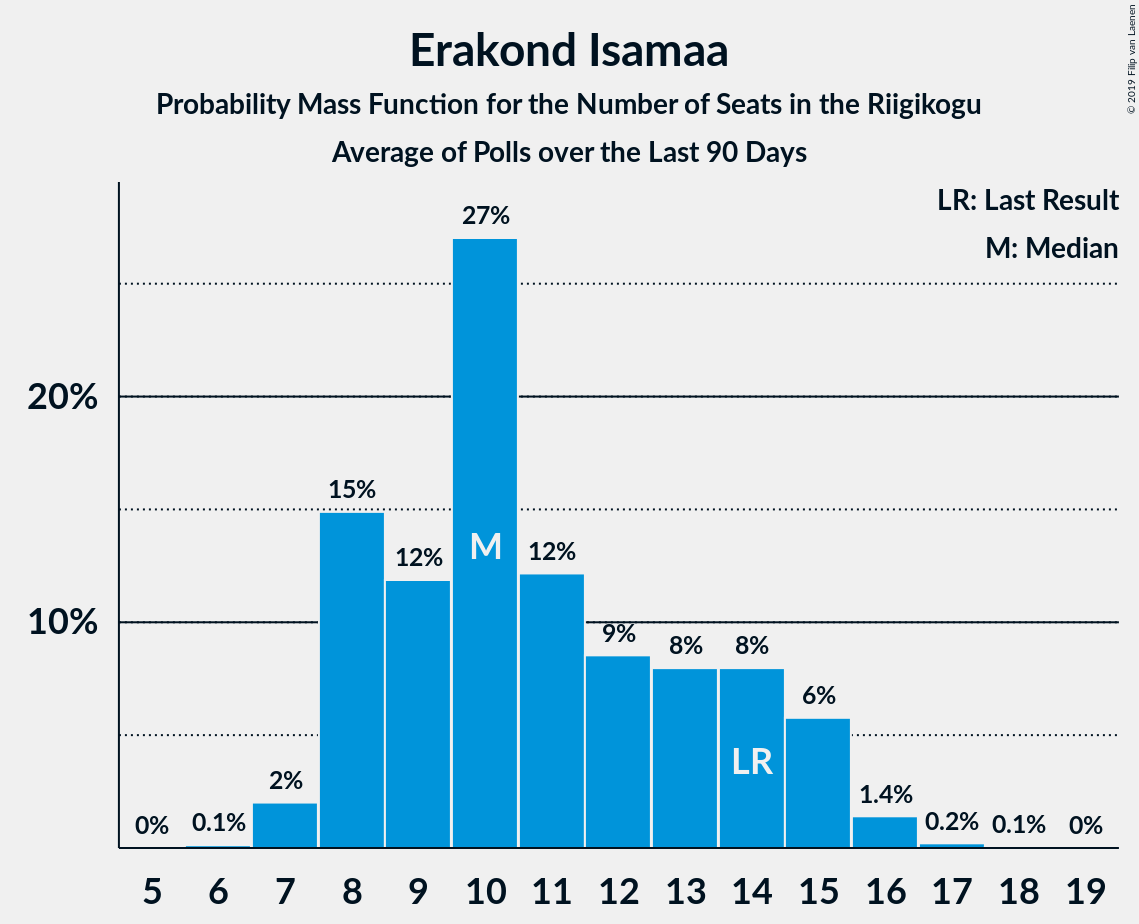 Erakond Isamaa
Probability Mass Function for the Number of Seats in the Riigikogu
Average of Polls over the Last 90 Days
© 2019 Filip van Laenen
LR: Last Result
M: Median
27%
20%
15%
12%
M
12%
10%
9%
8%
8%
6%
LR
2%
1.4%
0%
0.1%
0.2%
0.1%
0%
5 6 7 8 9 10 11 12 13 14 15 16 17 18 19